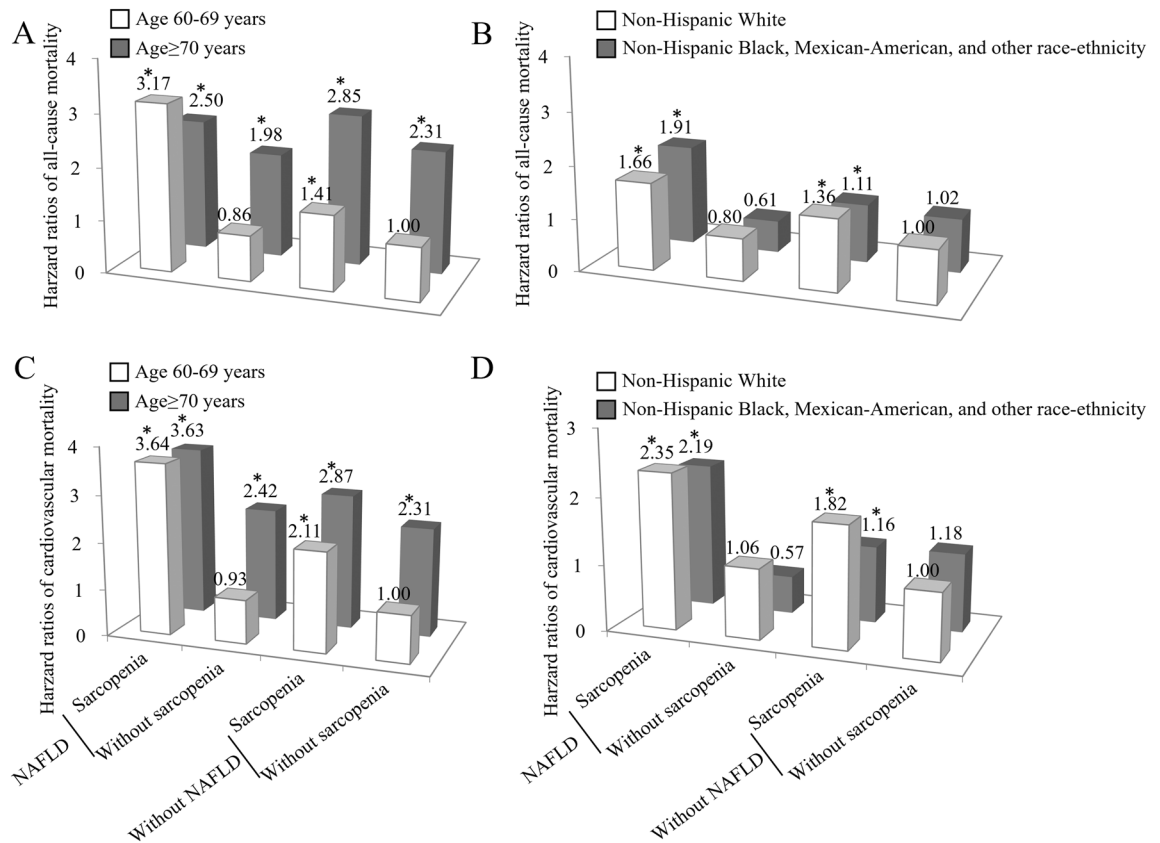 A
Age 60-69 years
Age≥70 years
Harzard ratios of all-cause mortality
4
3
2
1
0
*
3.17
*
2.50
0.86
*
1.98
*
1.41
*
2.85
1.00
*
2.31
B
Non-Hispanic White
Non-Hispanic Black, Mexican-American, and other race-ethnicity
Harzard ratios of all-cause mortality
4
3
2
1
0
*
1.66
*
1.91
0.80
0.61
*
1.36
*
1.11
1.00
1.02
C
Age 60-69 years
Age≥70 years
Harzard ratios of cardiovascular mortality
4
3
2
1
0
*
3.64
*
3.63
0.93
*
2.42
*
2.11
*
2.87
1.00
*
2.31
Sarcopenia
Without sarcopenia
Sarcopenia
Without sarcopenia
NAFLD
Without NAFLD
D
Non-Hispanic White
Non-Hispanic Black, Mexican-American, and other race-ethnicity
Harzard ratios of cardiovascular mortality
3
2
1
0
*
2.35
*
2.19
1.06
0.57
*
1.82
*
1.16
1.00
1.18
Sarcopenia
Without sarcopenia
Sarcopenia
Without sarcopenia
NAFLD
Without NAFLD